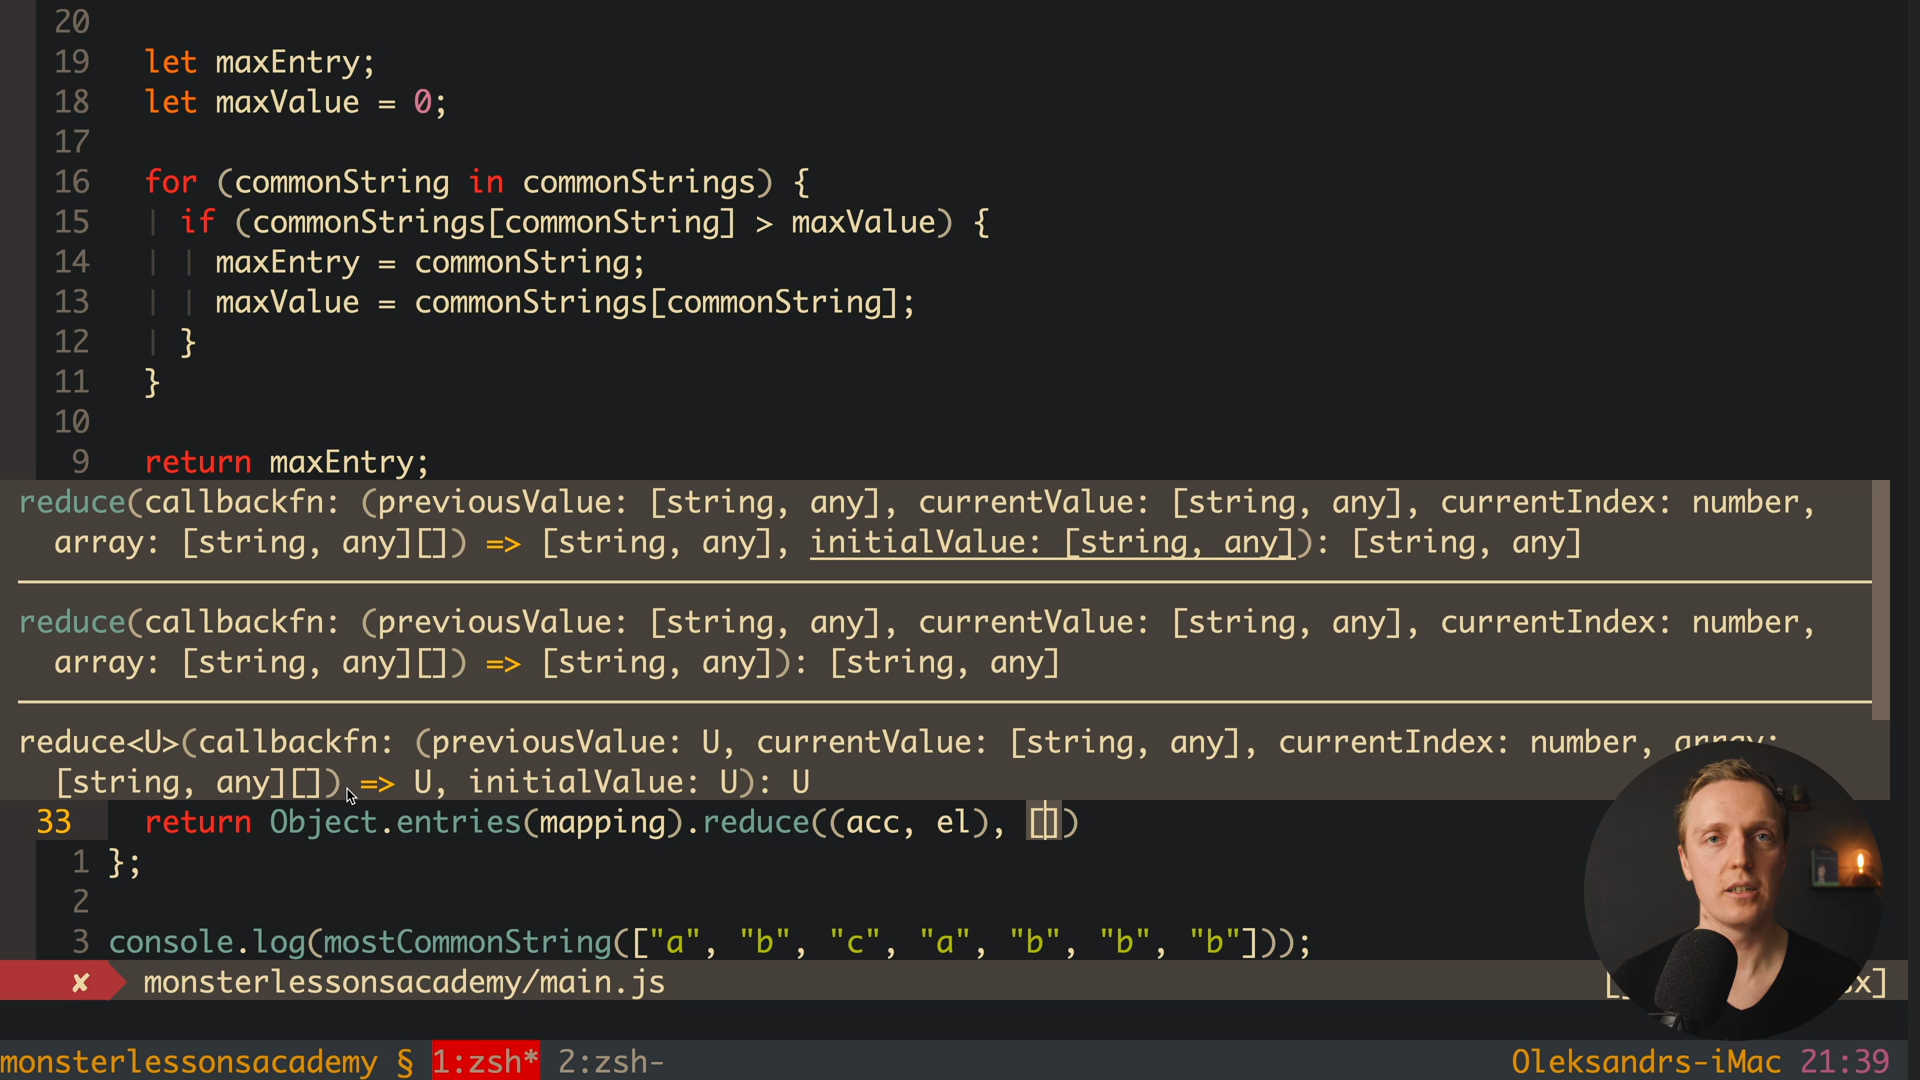 20
19 let maxEntry;
18 let maxValue = 0;
17
16 for (commonString in commonStrings) {
15 if (commonStrings[commonString] > maxValue) {
14 maxEntry = commonString;
13 maxValue = commonStrings[commonString];
12 }
11 }
10
9 return maxEntry;
reduce(callbackfn: (previousValue: [string, any], currentValue: [string, any], currentIndex: number,
array: [string, any][]) => [string, any], initialValue: [string, any]): [string, any]
reduce(callbackfn: (previousValue: [string, any], currentValue: [string, any], currentIndex: number,
array: [string, any][]) => [string, any]): [string, any]
reduce<U>(callbackfn: (previousValue: U, currentValue: [string, any], currentIndex: number, array:
[string, any][]) => U, initialValue: U): U
33 return Object.entries(mapping).reduce((acc, el), [])
1 };
2
3 console.log(mostCommonString(["a", "b", "c", "a", "b", "b", "b"]));
✘ monsterlessonsacademy/main.js
monsterlessonsacademy § 1:zsh* 2:zsh- Oleksandrs-iMac 21:39